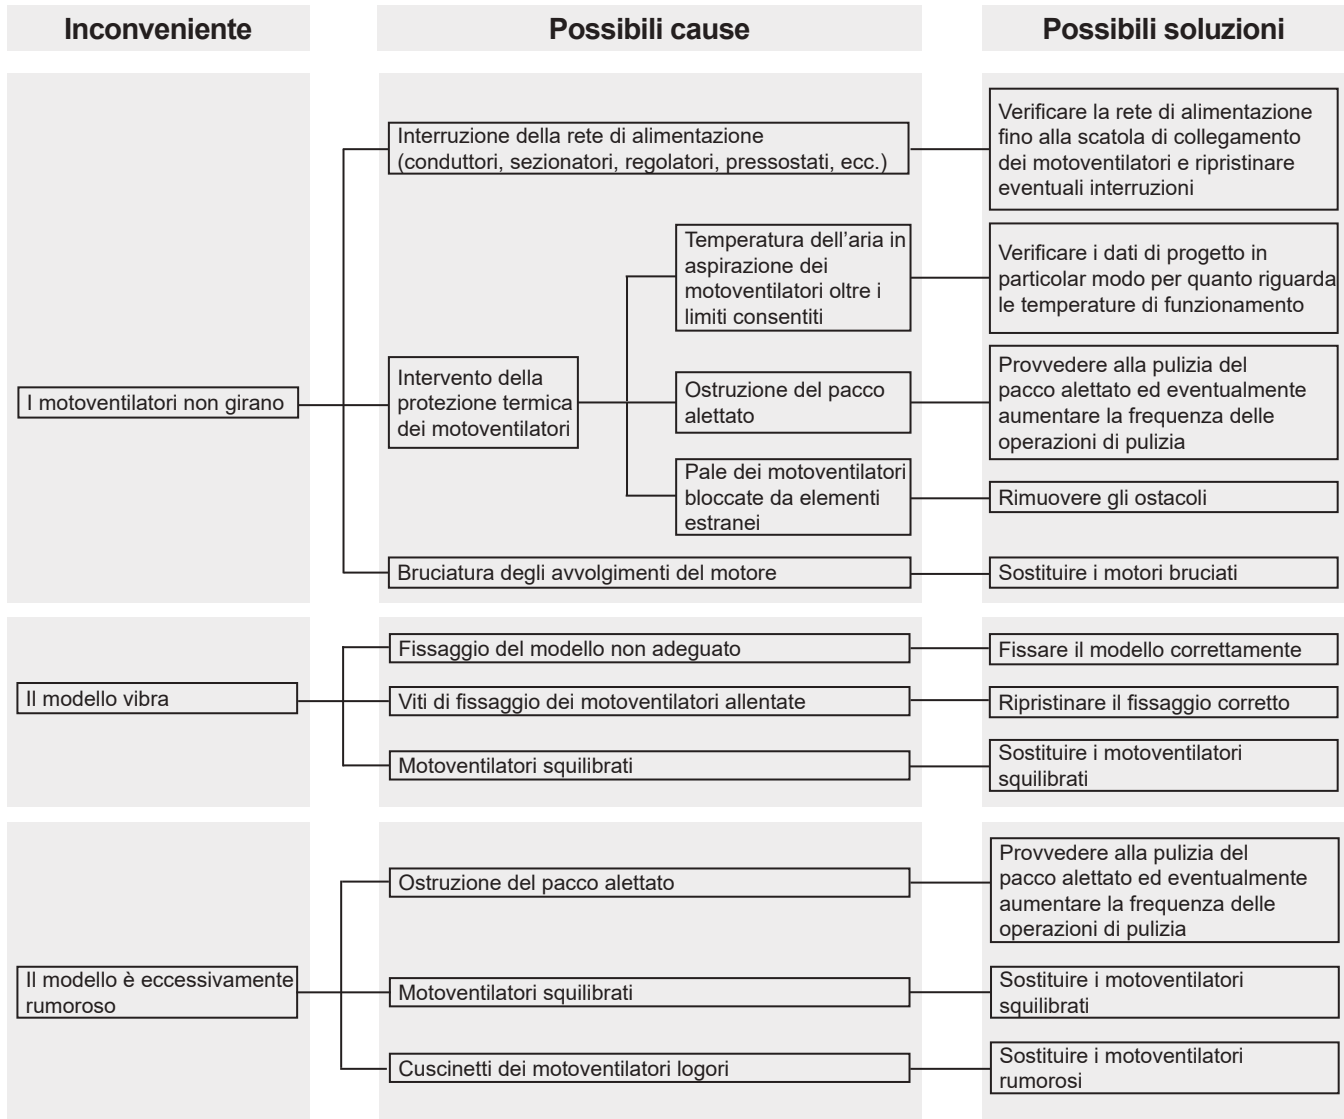 Inconveniente
Possibili cause
Possibili soluzioni
I motoventilatori non girano
Interruzione della rete di alimentazione
(conduttori, sezionatori, regolatori, pressostati, ecc.)
Verificare la rete di alimentazione
fino alla scatola di collegamento
dei motoventilatori e ripristinare
eventuali interruzioni
Intervento della
protezione termica
dei motoventilatori
Temperatura dell’aria in
aspirazione dei
motoventilatori oltre i
limiti consentiti
Verificare i dati di progetto in
particolar modo per quanto riguarda
le temperature di funzionamento
Ostruzione del pacco
alettato
Provvedere alla pulizia del
pacco alettato ed eventualmente
aumentare la frequenza delle
operazioni di pulizia
Pale dei motoventilatori
bloccate da elementi
estranei
Rimuovere gli ostacoli
Bruciatura degli avvolgimenti del motore
Sostituire i motori bruciati
Il modello vibra
Fissaggio del modello non adeguato
Fissare il modello correttamente
Viti di fissaggio dei motoventilatori allentate
Ripristinare il fissaggio corretto
Motoventilatori squilibrati
Sostituire i motoventilatori
squilibrati
Il modello è eccessivamente
rumoroso
Ostruzione del pacco alettato
Provvedere alla pulizia del
pacco alettato ed eventualmente
aumentare la frequenza delle
operazioni di pulizia
Motoventilatori squilibrati
Sostituire i motoventilatori
squilibrati
Cuscinetti dei motoventilatori logori
Sostituire i motoventilatori
rumorosi